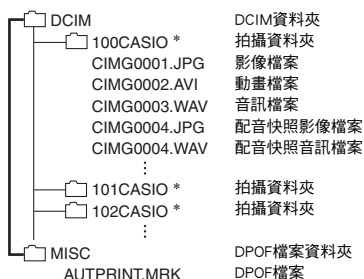 DCIM DCIM資料夾
100CASIO * 拍攝資料夾
CIMG0001.JPG 影像檔案
CIMG0002.AVI 動畫檔案
CIMG0003.WAV 音訊檔案
CIMG0004.JPG 配音快照影像檔案
CIMG0004.WAV 配音快照音訊檔案
101CASIO * 拍攝資料夾
102CASIO * 拍攝資料夾
MISC DPOF檔案資料夾
AUTPRINT.MRK DPOF檔案